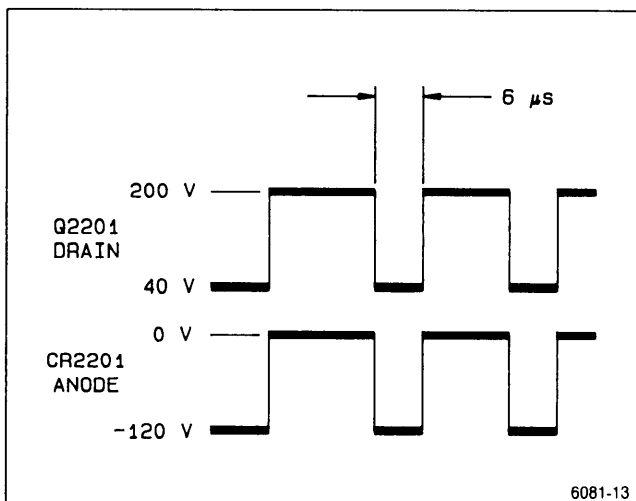 6 µs
200 V
Q2201
DRAIN
40 V
0 V
CR2201
ANODE
-120 V
6081-13